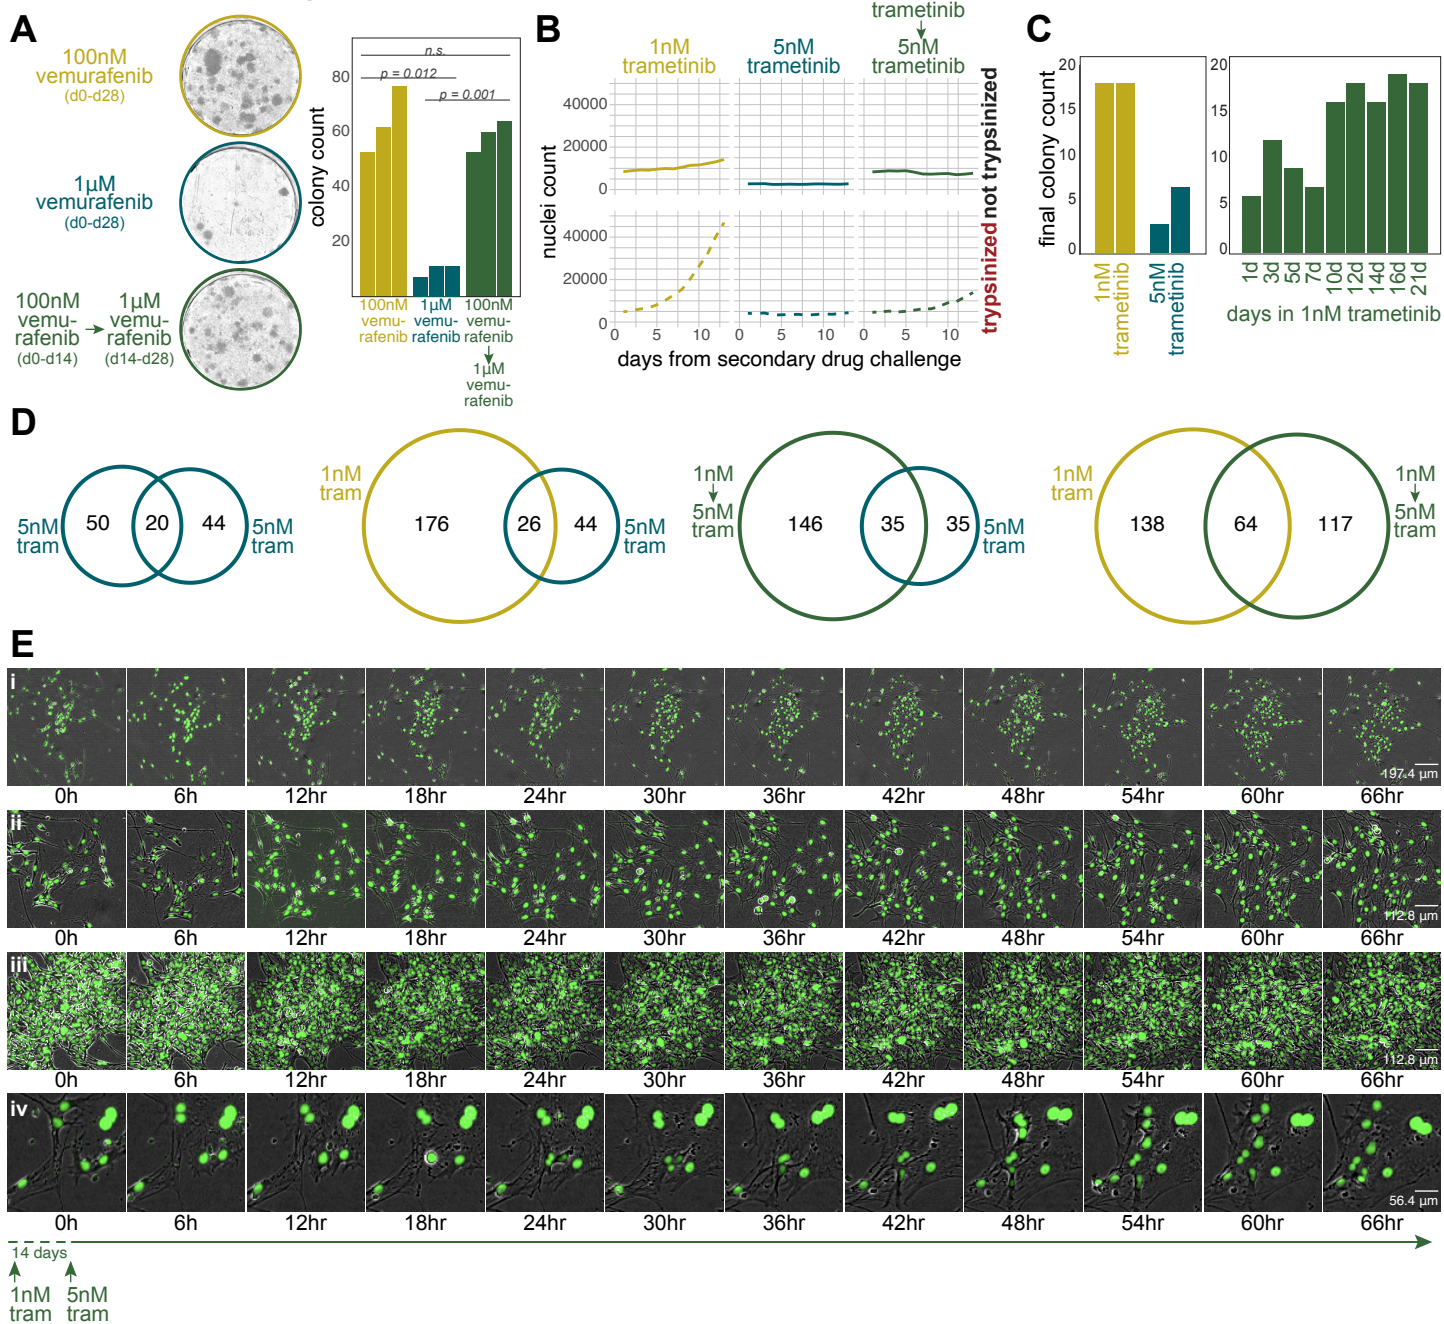 A
100nM
vemurafenib
(d0-d28)
1µM
vemurafenib
(d0-d28)
100nM
vemu-
rafenib
(d0-d14)
1µM
vemu-
rafenib
(d14-d28)
colony count
80
60
40
20
n.s.
p = 0.012
p = 0.001
100nM
vemu-
rafenib
1µM
vemu-
rafenib
100nM
vemu-
rafenib
1µM
vemu-
rafenib
B
1nM
trametinib
5nM
trametinib
trametinib
5nM
trametinib
nuclei count
40000
20000
0
40000
20000
0
not trypsinized
trypsinized
0 5 10
0 5 10
0 5 10
days from secondary drug challenge
C
final colony count
20
15
10
5
0
1nM
trametinib
5nM
trametinib
20
15
10
5
0
1d 3d 5d 7d 10d 12d 14d 16d 21d
days in 1nM trametinib
D
5nM
tram
50 20 44
5nM
tram
1nM
tram
176 26 44
5nM
tram
1nM
5nM
tram
146 35 35
5nM
tram
1nM
tram
138 64 117
1nM
5nM
tram
E
i
197.4 µm
0h 6h 12hr 18hr 24hr 30hr 36hr 42hr 48hr 54hr 60hr 66hr
ii
112.8 µm
0h 6h 12hr 18hr 24hr 30hr 36hr 42hr 48hr 54hr 60hr 66hr
iii
112.8 µm
0h 6h 12hr 18hr 24hr 30hr 36hr 42hr 48hr 54hr 60hr 66hr
iv
56.4 µm
0h 6h 12hr 18hr 24hr 30hr 36hr 42hr 48hr 54hr 60hr 66hr
14 days
1nM
tram
5nM
tram